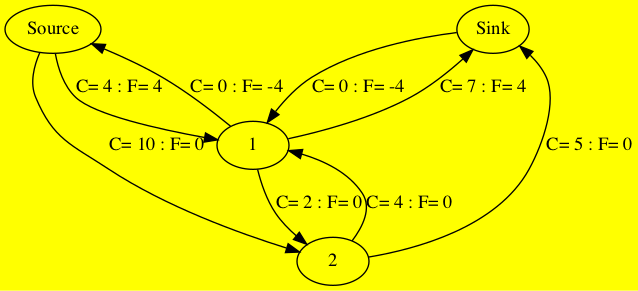 Source
Sink
C= 4 : F= 4
C= 0 : F= -4
C= 0 : F= -4
C= 7 : F= 4
C= 10 : F= 0
1
C= 5 : F= 0
C= 2 : F= 0
C= 4 : F= 0
2